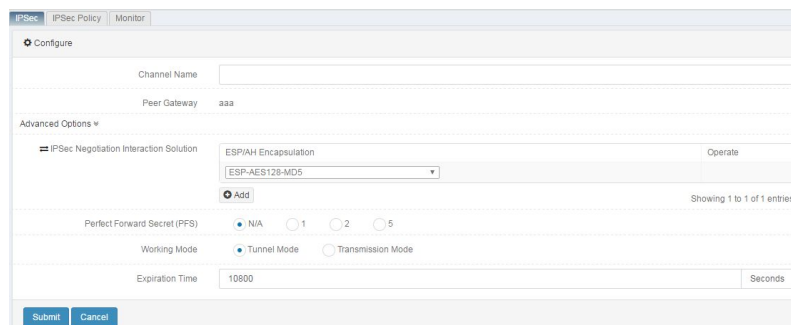 IPSec IPSec Policy Monitor
Configure
Channel Name
Peer Gateway aaa
Advanced Options
IPSec Negotiation Interaction Solution ESP/AH Encapsulation Operate
ESP-AES128-MD5
Add Showing 1 to 1 of 1 entries
Perfect Forward Secret (PFS) N/A 1 2 5
Working Mode Tunnel Mode Transmission Mode
Expiration Time 10800 Seconds
Submit Cancel